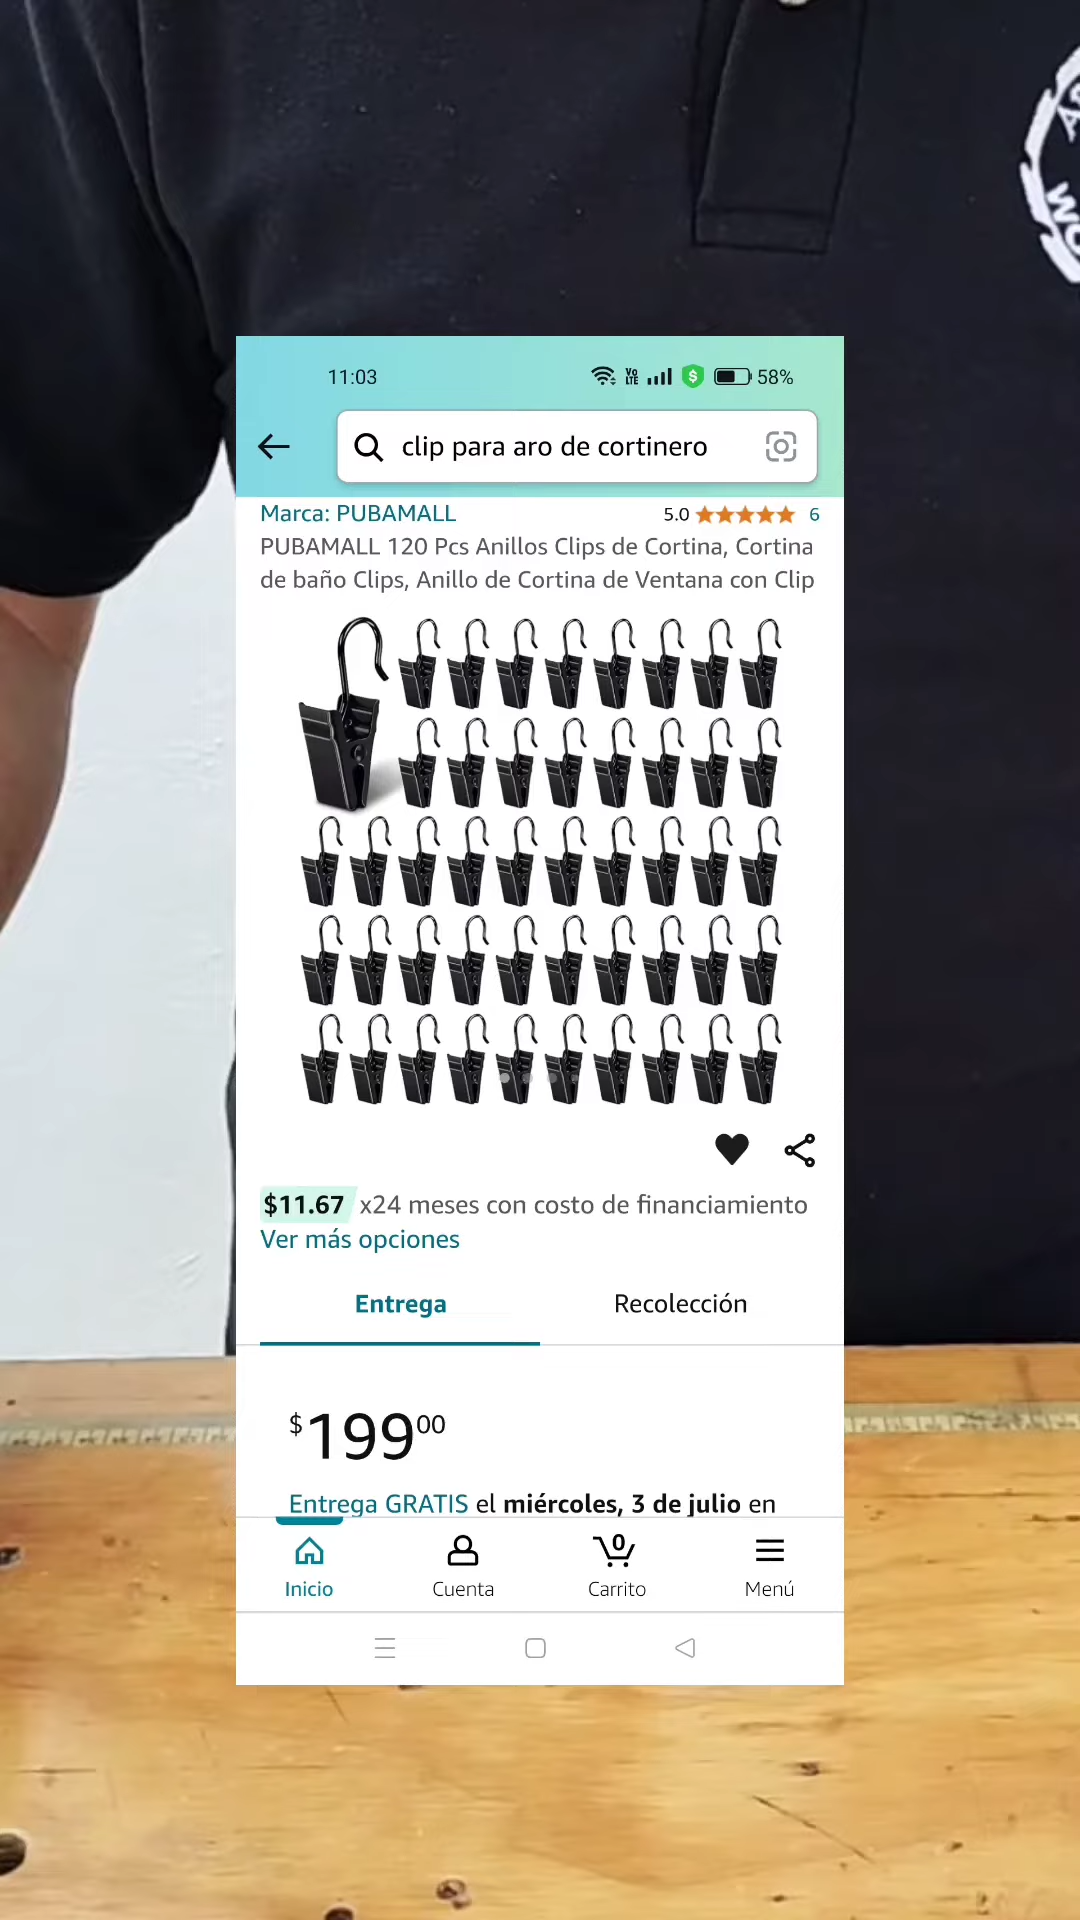 11:03
VO
LTE
$
58%
clip para aro de cortinero
Marca: PUBAMALL
5.0
6
PUBAMALL 120 Pcs Anillos Clips de Cortina, Cortina
de baño Clips, Anillo de Cortina de Ventana con Clip
$11.67 x24 meses con costo de financiamiento
Ver más opciones
Entrega
Recolección
$19900
Entrega GRATIS el miércoles, 3 de julio en
0
Inicio
Cuenta
Carrito
Menú